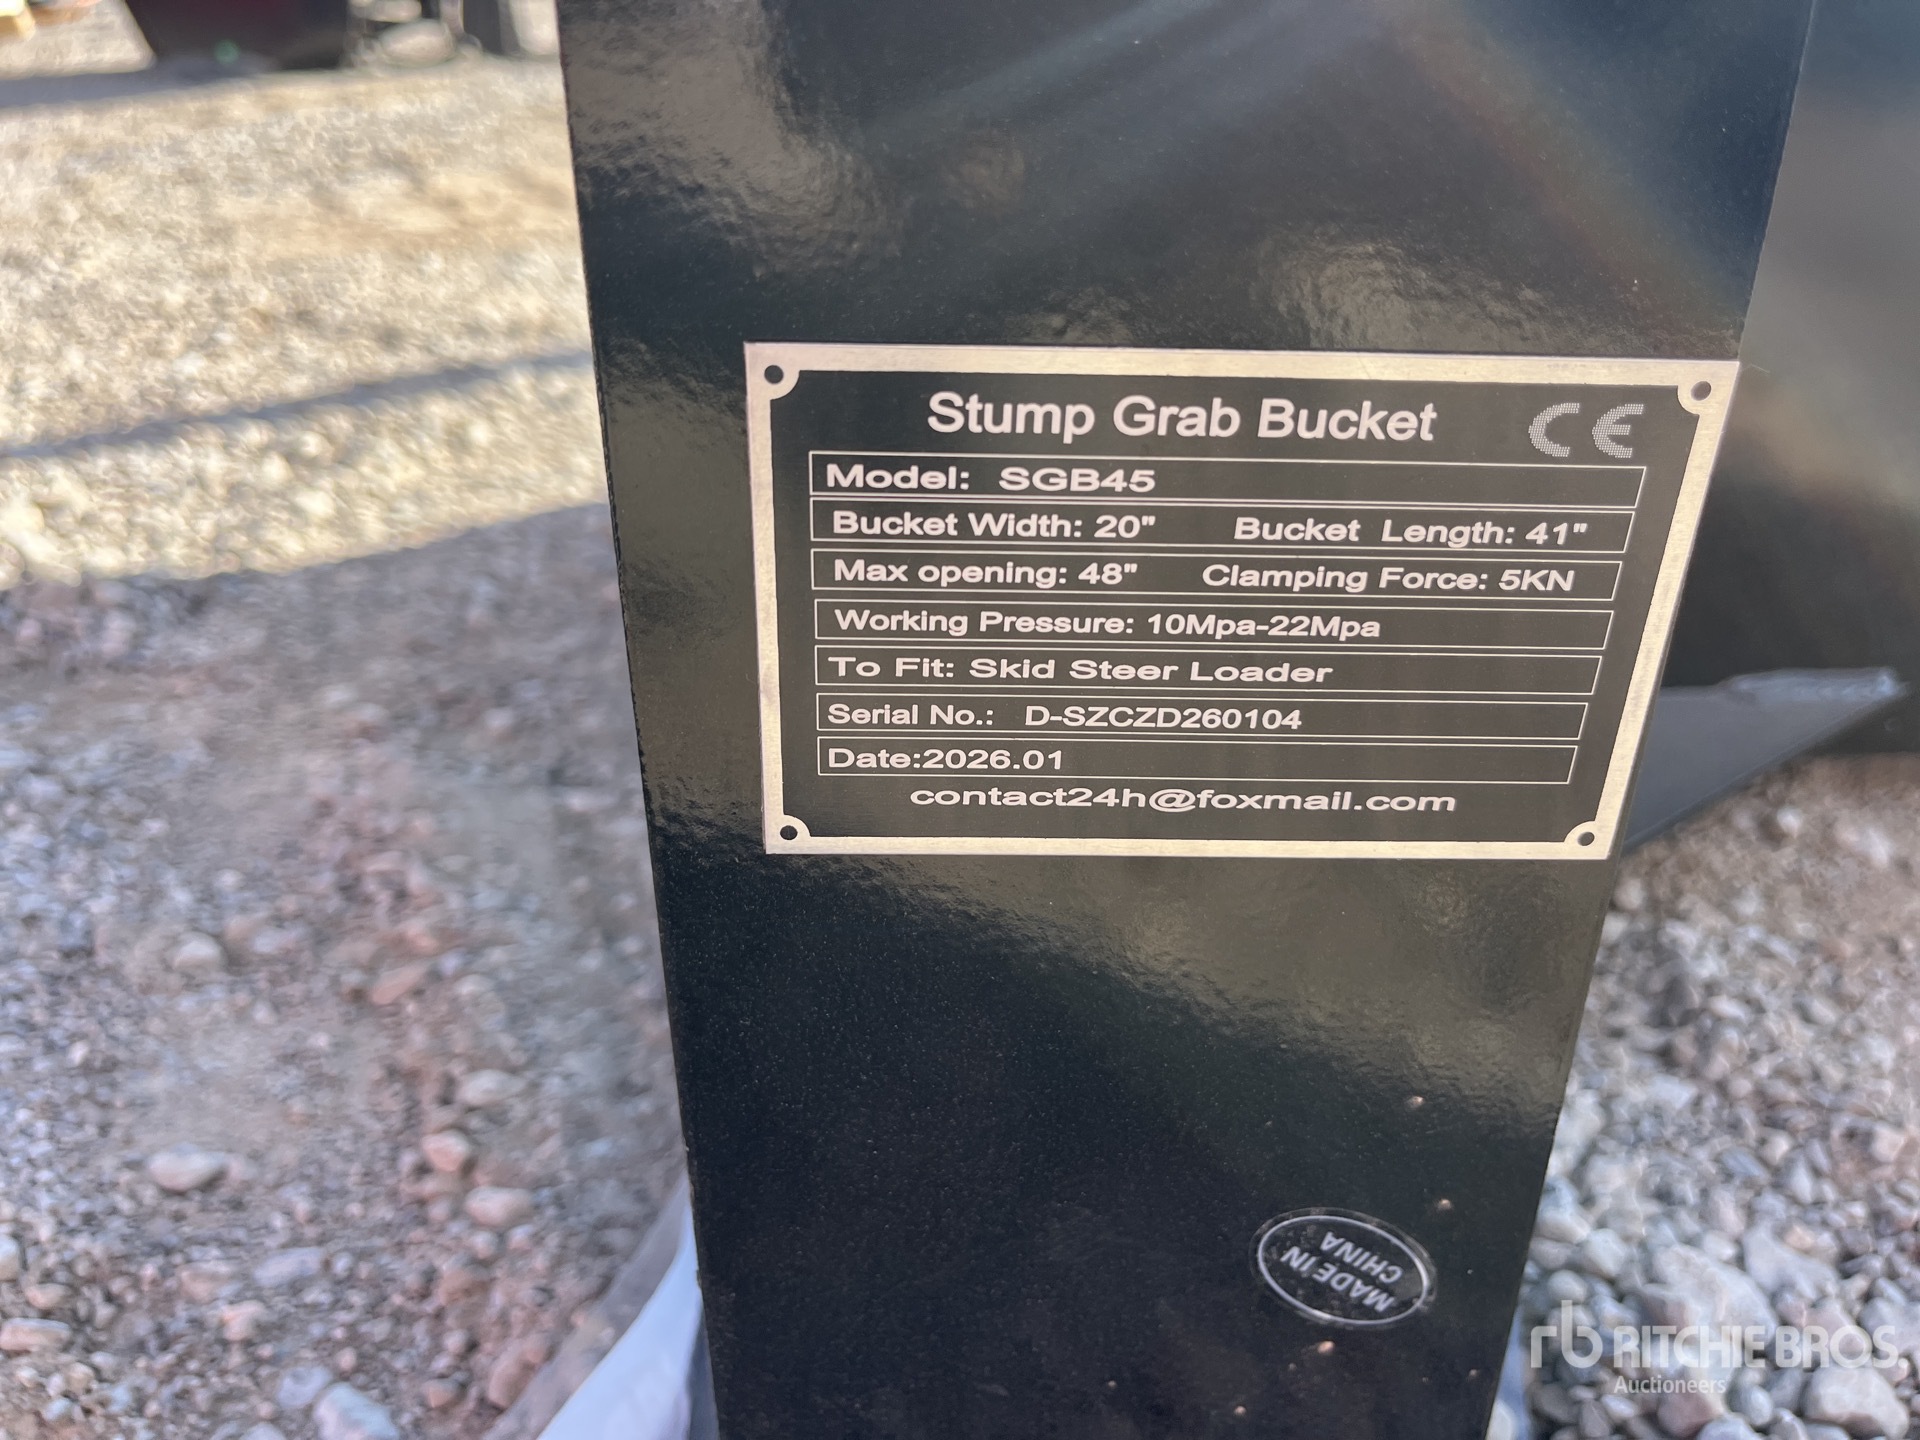 Stump Grab Bucket CE
Model: SGB45
Bucket Width: 20" Bucket Length: 41"
Max opening: 48" Clamping Force: 5KN
Working Pressure: 10Mpa-22Mpa
To Fit: Skid Steer Loader
Serial No.: D-SZCZD260104
Date:2026.01
contact24h@foxmail.com
MADE IN
CHINA
rb RITCHIE BROS.
Auctioneers